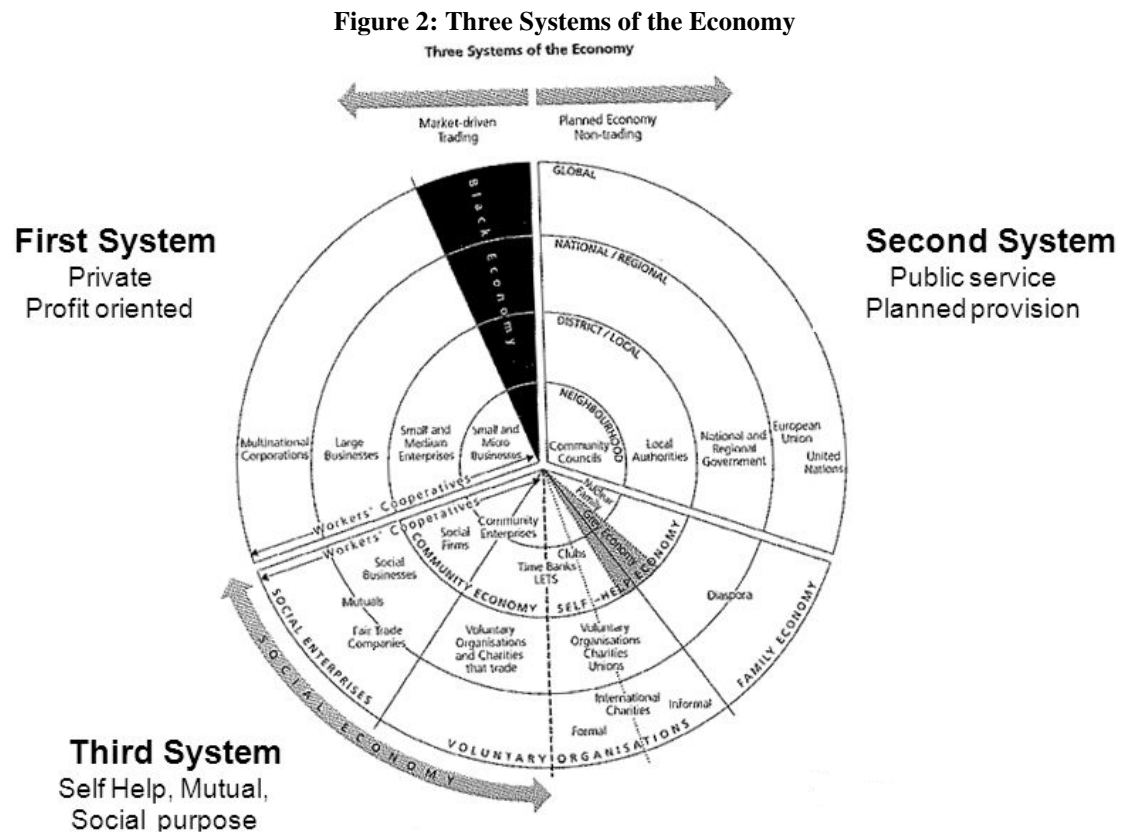 Figure 2: Three Systems of the Economy
Three Systems of the Economy
Market-driven
Trading
Planned Economy
Non-trading
First System
Private
Profit oriented
Second System
Public service
Planned provision
Black Economy
GLOBAL
NATIONAL / REGIONAL
DISTRICT / LOCAL
NEIGHBOURHOOD
Multinational
Corporations
Large
Businesses
Small and
Medium
Enterprises
Small and
Micro
Businesses
Community
Councils
Local
Authorities
National and
Regional
Government
European
Union
United
Nations
Workers' Cooperatives
Workers' Cooperatives
Nuclear
Family
Grey Economy
Social
Firms
Community
Enterprises
Clubs
Time Banks
LETS
COMMUNITY ECONOMY
SELF-HELP ECONOMY
Social
Businesses
Mutuals
Fair Trade
Companies
Voluntary
Organisations
and Charities
that trade
Voluntary
Organisations
Charities
Unions
Diaspora
International
Charities
Informal
Formal
SOCIAL ENTERPRISES
VOLUNTARY ORGANISATIONS
FAMILY ECONOMY
SOCIAL ECONOMY
Third System
Self Help, Mutual,
Social purpose